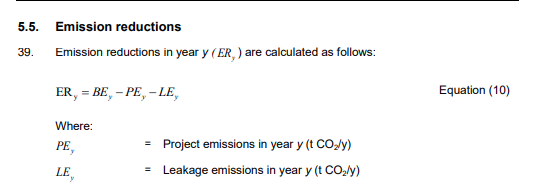 5.5. Emission reductions
39. Emission reductions in year y (ER_y) are calculated as follows:
ER_y = BE_y − PE_y − LE_y Equation (10)
Where:
PE_y = Project emissions in year y (t CO₂/y)
LE_y = Leakage emissions in year y (t CO₂/y)